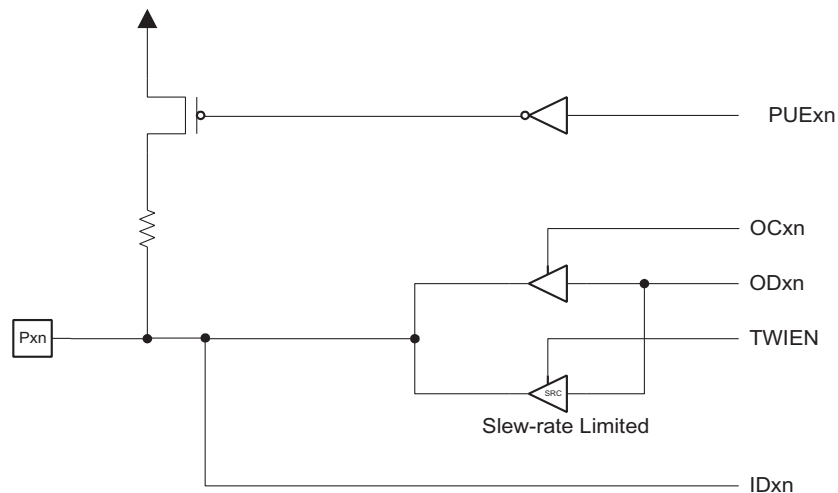 PUExn
OCxn
ODxn
Pxn
TWIEN
SRC
Slew-rate Limited
IDxn